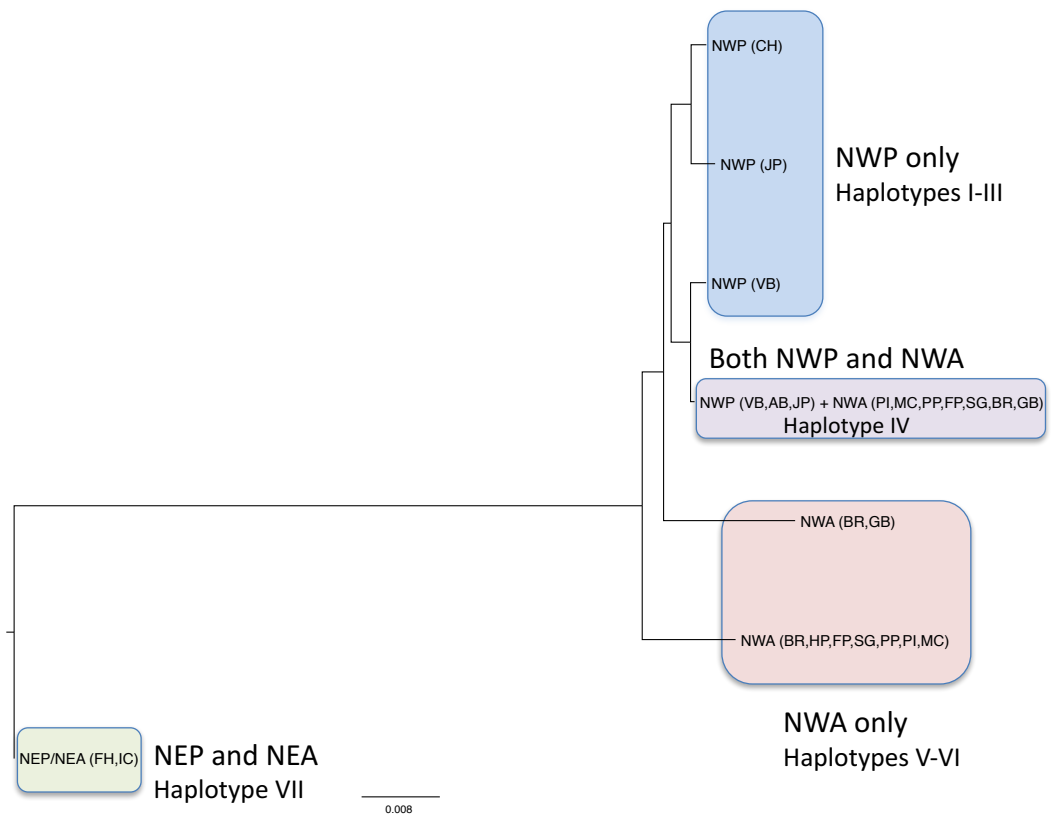 NWP (CH)
NWP (JP)
NWP only
Haplotypes I-III
NWP (VB)
Both NWP and NWA
NWP (VB,AB,JP) + NWA (PI,MC,PP,FP,SG,BR,GB)
Haplotype IV
NWA (BR,GB)
NWA (BR,HP,FP,SG,PP,PI,MC)
NWA only
Haplotypes V-VI
NEP/NEA (FH,IC)
NEP and NEA
Haplotype VII
0.008